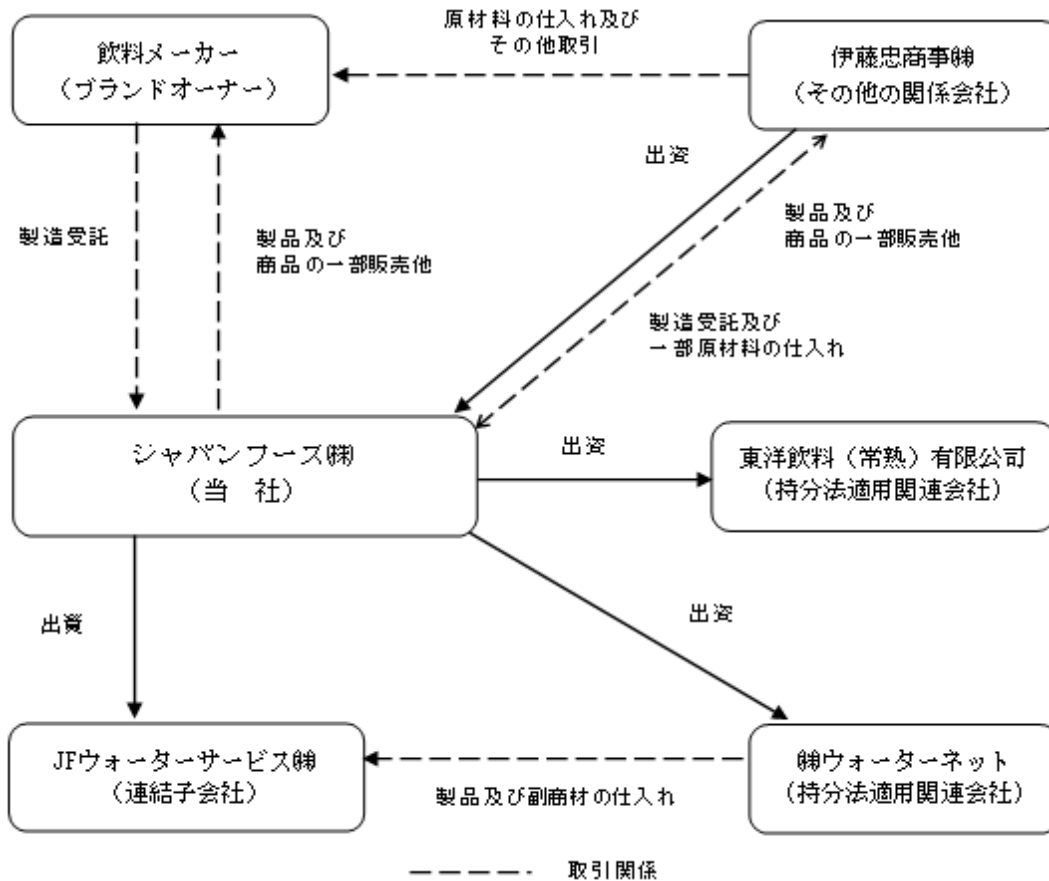 原材料の仕入れ及び
その他取引
飲料メーカー
(ブランドオーナー)
伊藤忠商事㈱
(その他の関係会社)
出資
製造受託
製品及び
商品の一部販売他
製品及び
商品の一部販売他
製造受託及び
一部原材料の仕入れ
ジャパンフーズ㈱
(当 社)
出資
東洋飲料(常熟)有限公司
(持分法適用関連会社)
出資
出資
JFウォーターサービス㈱
(連結子会社)
製品及び副商材の仕入れ
㈱ウォーターネット
(持分法適用関連会社)
取引関係